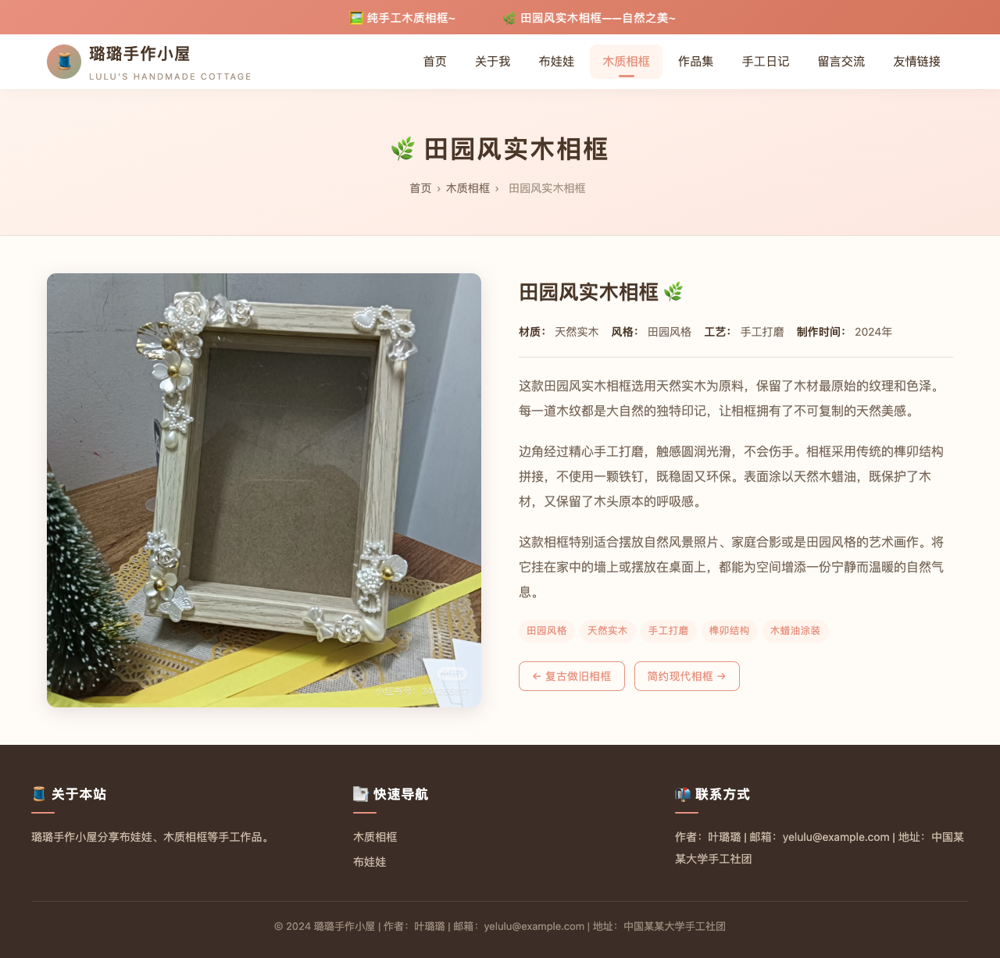 🖼️ 纯手工木质相框~ 🌿 田园风实木相框——自然之美~
璐璐手作小屋
LULU'S HANDMADE COTTAGE
首页 关于我 布娃娃 木质相框 作品集 手工日记 留言交流 友情链接
🌿 田园风实木相框
首页 › 木质相框 › 田园风实木相框
小红书
小红书号：
田园风实木相框 🌿
材质： 天然实木 风格： 田园风格 工艺： 手工打磨 制作时间： 2024年
这款田园风实木相框选用天然实木为原料，保留了木材最原始的纹理和色泽。
每一道木纹都是大自然的独特印记，让相框拥有了不可复制的天然美感。
边角经过精心手工打磨，触感圆润光滑，不会伤手。相框采用传统的榫卯结构
拼接，不使用一颗铁钉，既稳固又环保。表面涂以天然木蜡油，既保护了木
材，又保留了木头原本的呼吸感。
这款相框特别适合摆放自然风景照片、家庭合影或是田园风格的艺术画作。将
它挂在家中的墙上或摆放在桌面上，都能为空间增添一份宁静而温暖的自然气
息。
田园风格 天然实木 手工打磨 榫卯结构 木蜡油涂装
← 复古做旧相框 简约现代相框 →
🧵 关于本站
璐璐手作小屋分享布娃娃、木质相框等手工作品。
📑 快速导航
木质相框
布娃娃
📬 联系方式
作者：叶璐璐 | 邮箱：yelulu@example.com | 地址：中国某
某大学手工社团
© 2024 璐璐手作小屋 | 作者：叶璐璐 | 邮箱：yelulu@example.com | 地址：中国某某大学手工社团